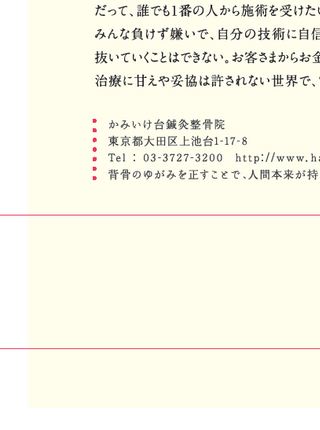 だって、誰でも1番の人から施術を受けたい
みんな負けず嫌いで、自分の技術に自信
抜いていくことはできない。お客さまからお金
治療に甘えや妥協は許されない世界で、
かみいけ台鍼灸整骨院
東京都大田区上池台1-17-8
Tel : 03-3727-3200 http://www.ha
背骨のゆがみを正すことで、人間本来が持